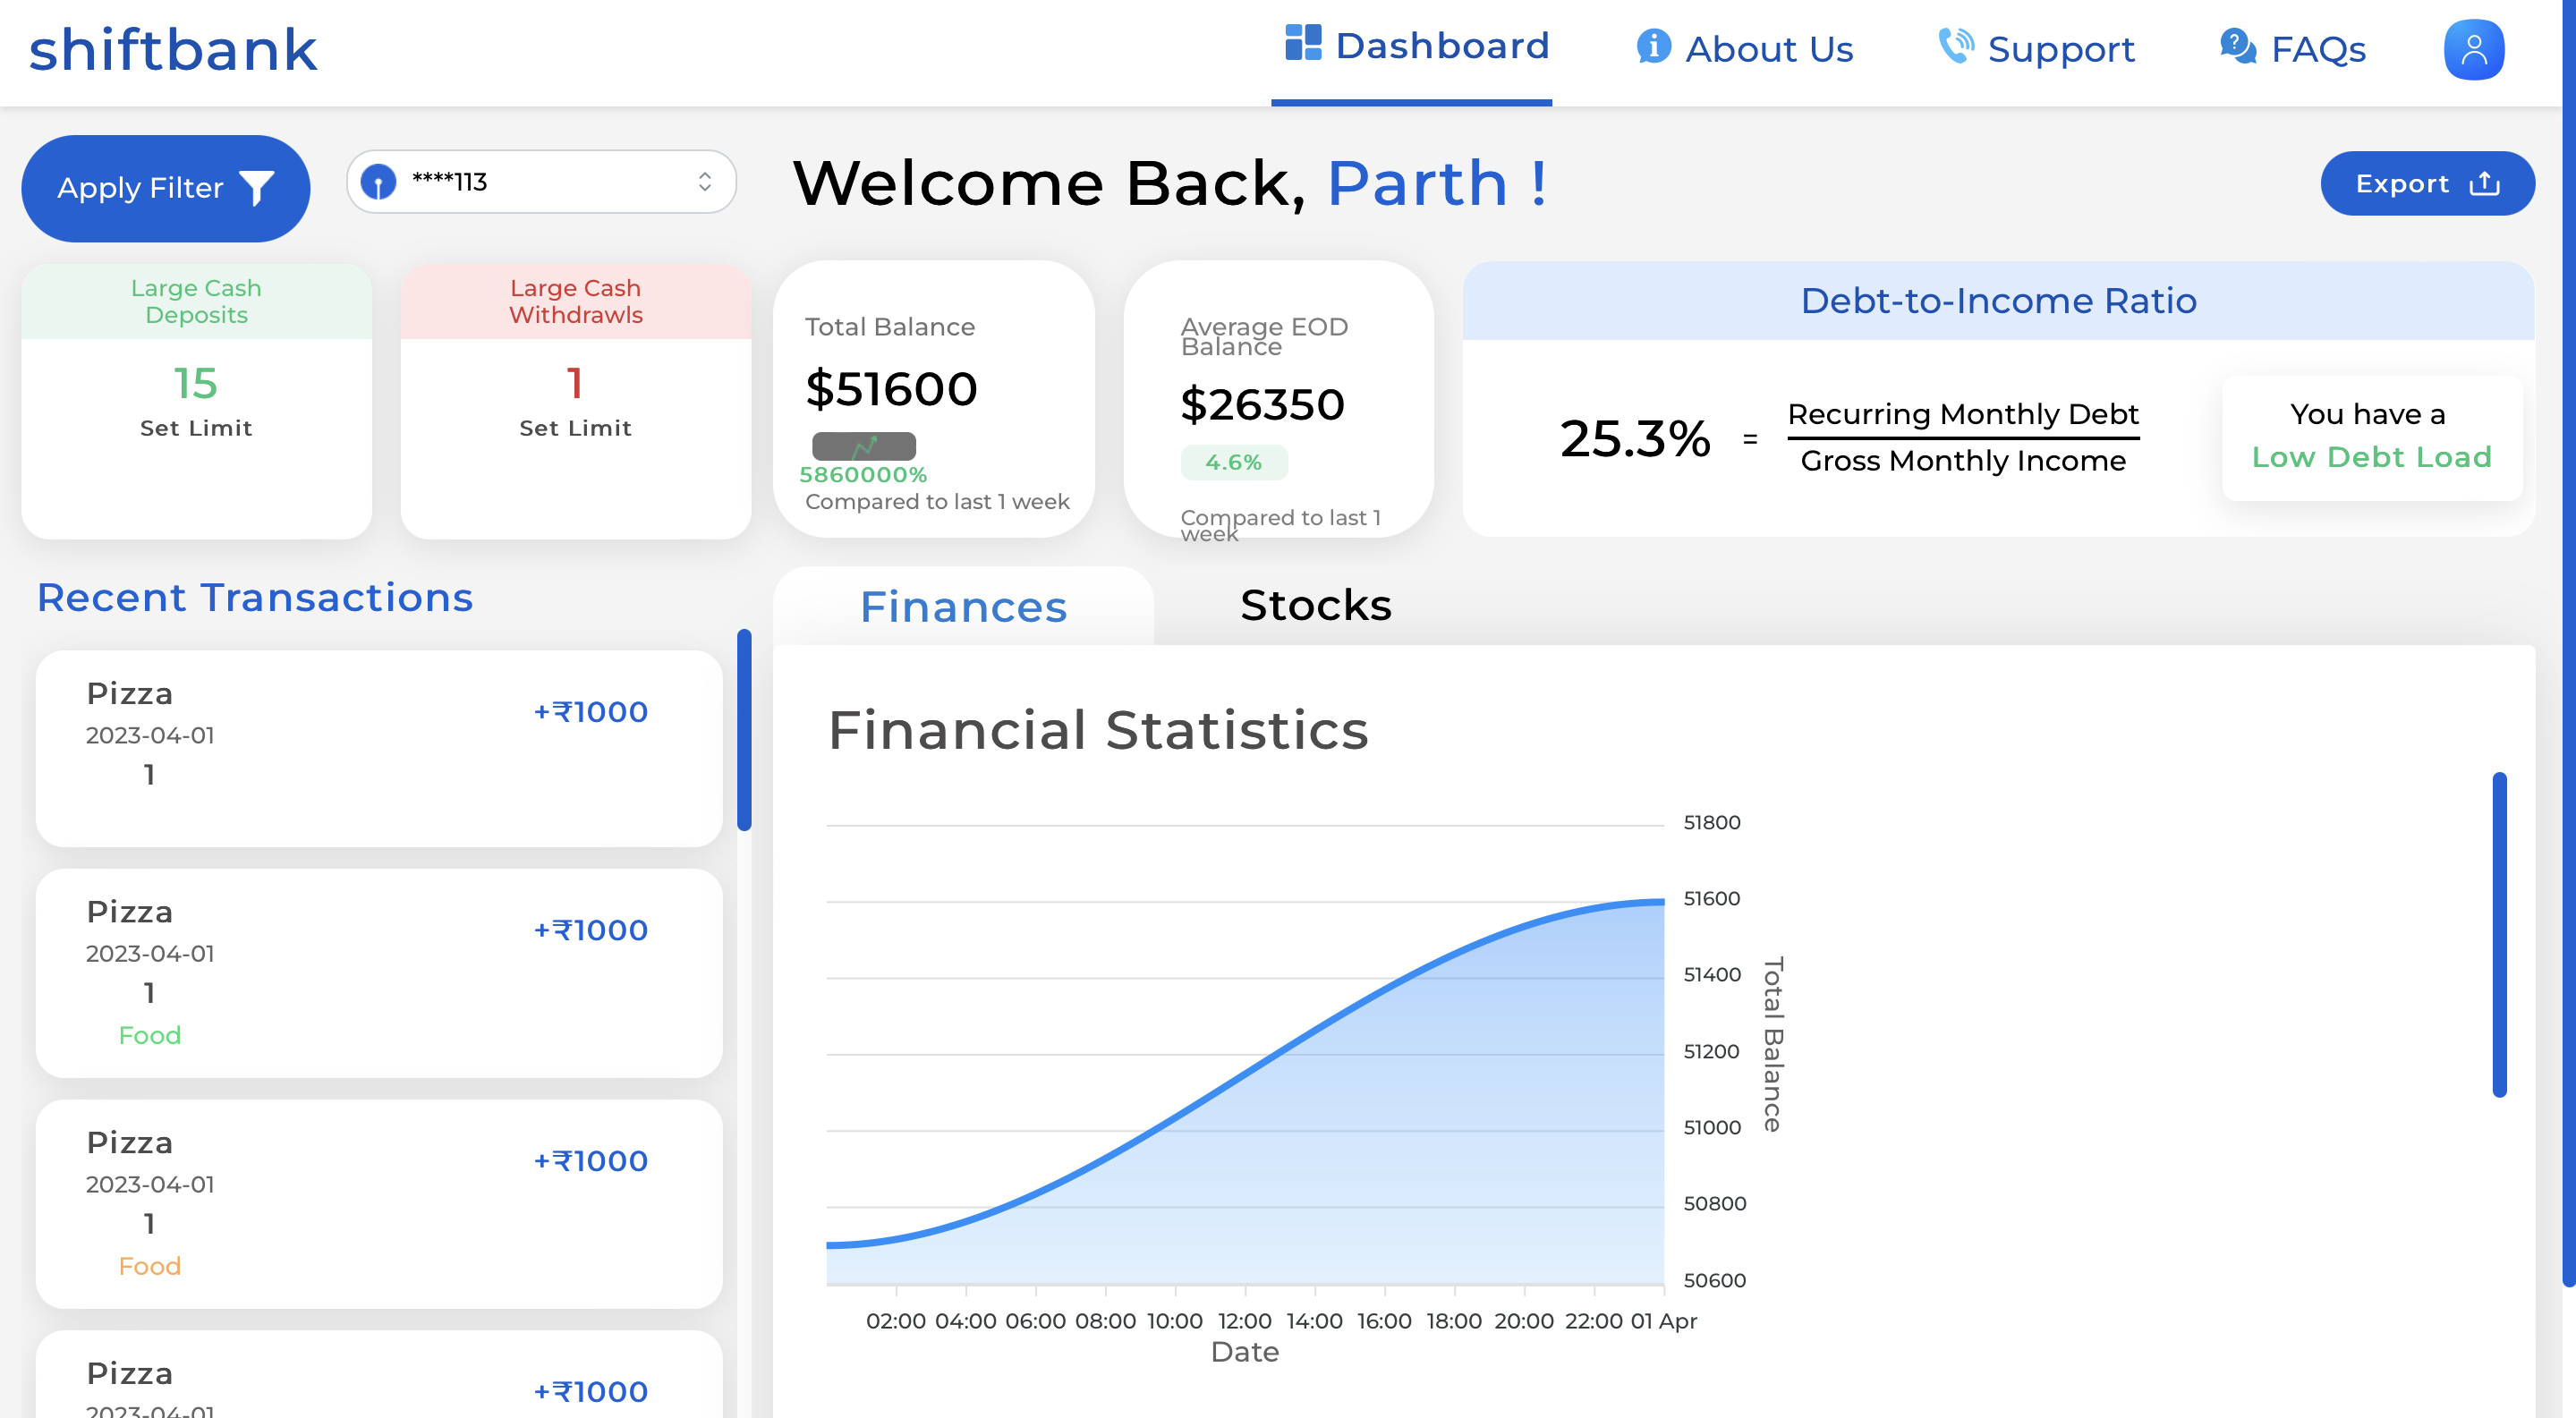 shiftbank
Dashboard
About Us
Support
FAQs
Apply Filter
****113
Welcome Back, Parth !
Export
Large Cash
Deposits
15
Set Limit
Large Cash
Withdrawls
1
Set Limit
Total Balance
$51600
5860000%
Compared to last 1 week
Average EOD
Balance
$26350
4.6%
Compared to last 1
week
Debt-to-Income Ratio
25.3% = Recurring Monthly Debt
Gross Monthly Income
You have a
Low Debt Load
Recent Transactions
Pizza
+₹1000
2023-04-01
1
Pizza
+₹1000
2023-04-01
1
Food
Pizza
+₹1000
2023-04-01
1
Food
Pizza
+₹1000
2023-04-01
Finances
Stocks
Financial Statistics
51800
51600
51400
51200
51000
50800
50600
Total Balance
02:00 04:00 06:00 08:00 10:00 12:00 14:00 16:00 18:00 20:00 22:00 01 Apr
Date